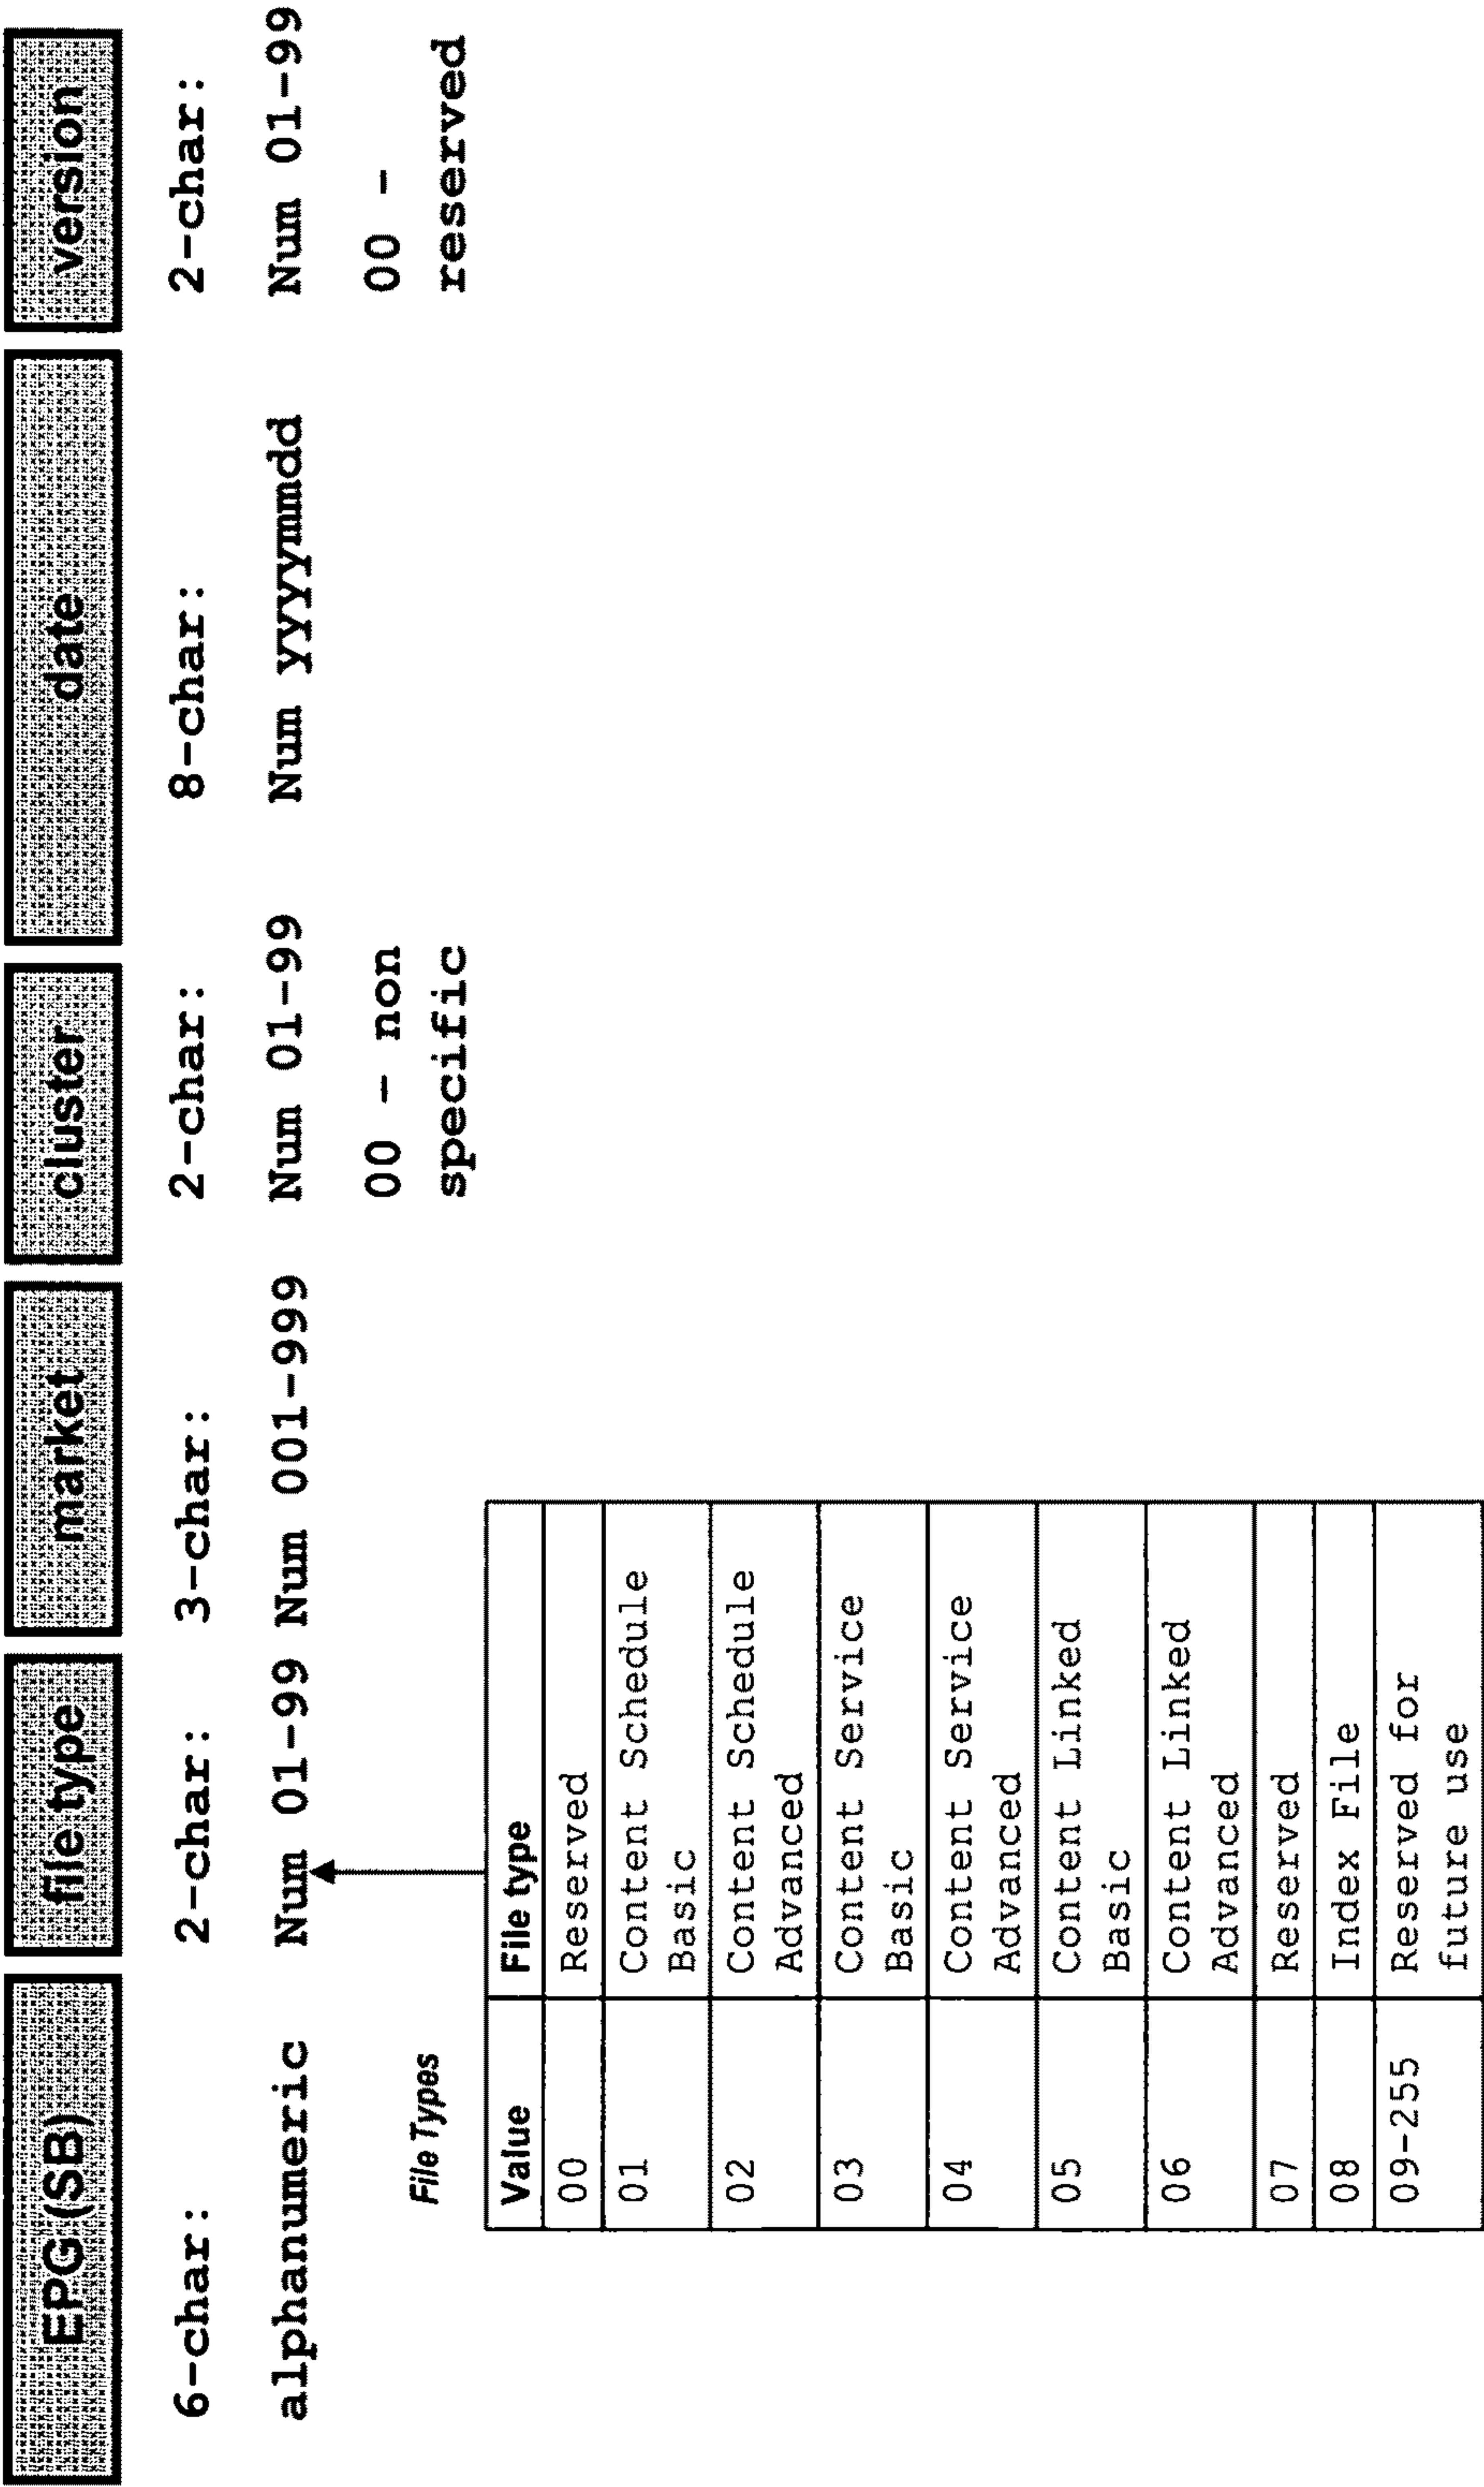 EPG(SB) file type market cluster date version
6-char: 2-char: 3-char: 2-char: 8-char: 2-char:
alphanumeric Num 01-99 Num 001-999 Num 01-99 Num yyyymmdd Num 01-99
00 - non 00 -
specific reserved
File Types
Value File type
00 Reserved
01 Content Schedule
Basic
02 Content Schedule
Advanced
03 Content Service
Basic
04 Content Service
Advanced
05 Content Linked
Basic
06 Content Linked
Advanced
07 Reserved
08 Index File
09-255 Reserved for
future use